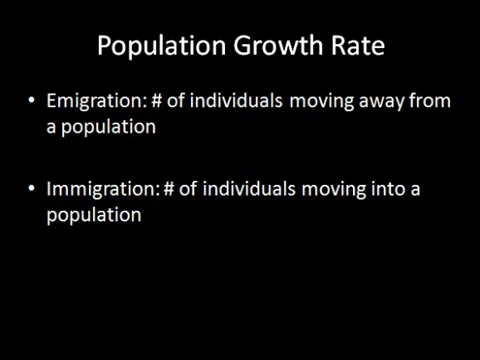 Population Growth Rate
• Emigration: # of individuals moving away from
a population
• Immigration: # of individuals moving into a
population